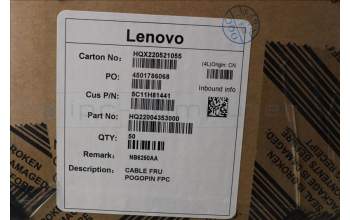 Lenovo
Carton No: HQX220521055
(4L)Origin: CN
PO: 4501786068
Inbound info
Cus P/N: 5C11H81441
Part No: HQ22004353000
QTY: 50
Remark: NB6250AA
Description: CABLE FRU
POGOPIN FPC